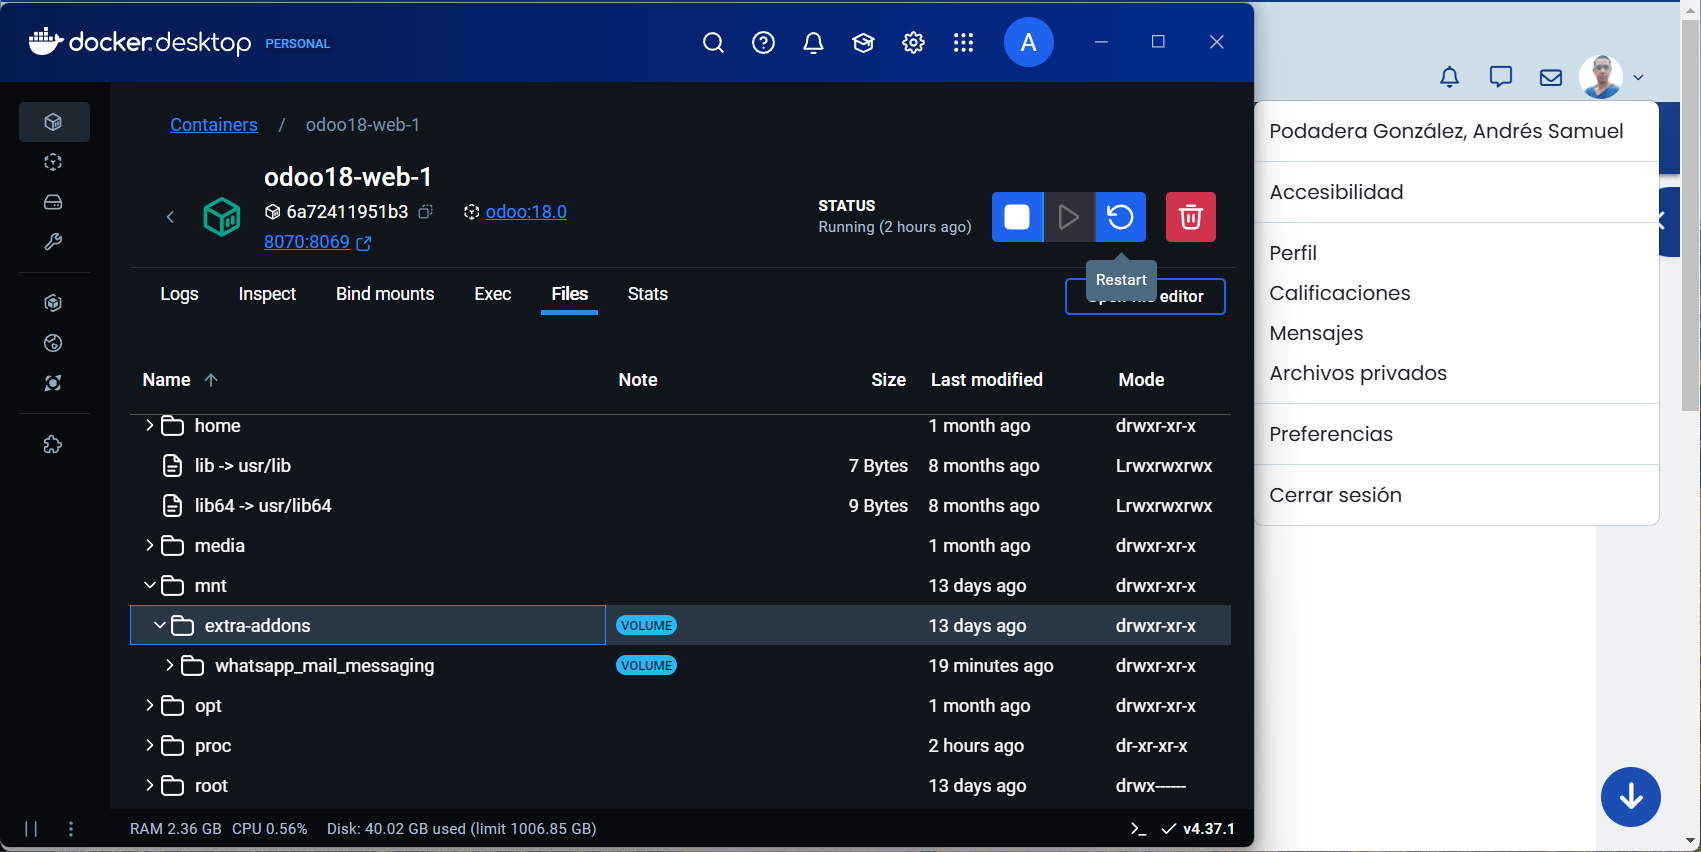 docker.desktop PERSONAL
A
Containers / odoo18-web-1
odoo18-web-1
6a72411951b3
odoo:18.0
8070:8069
STATUS
Running (2 hours ago)
Restart
editor
Logs Inspect Bind mounts Exec Files Stats
Name Note Size Last modified Mode
home 1 month ago drwxr-xr-x
lib -> usr/lib 7 Bytes 8 months ago Lrwxrwxrwx
lib64 -> usr/lib64 9 Bytes 8 months ago Lrwxrwxrwx
media 1 month ago drwxr-xr-x
mnt 13 days ago drwxr-xr-x
extra-addons VOLUME 13 days ago drwxr-xr-x
whatsapp_mail_messaging VOLUME 19 minutes ago drwxr-xr-x
opt 1 month ago drwxr-xr-x
proc 2 hours ago dr-xr-xr-x
root 13 days ago drwx------
RAM 2.36 GB CPU 0.56% Disk: 40.02 GB used (limit 1006.85 GB)
v4.37.1
Podadera González, Andrés Samuel
Accesibilidad
Perfil
Calificaciones
Mensajes
Archivos privados
Preferencias
Cerrar sesión